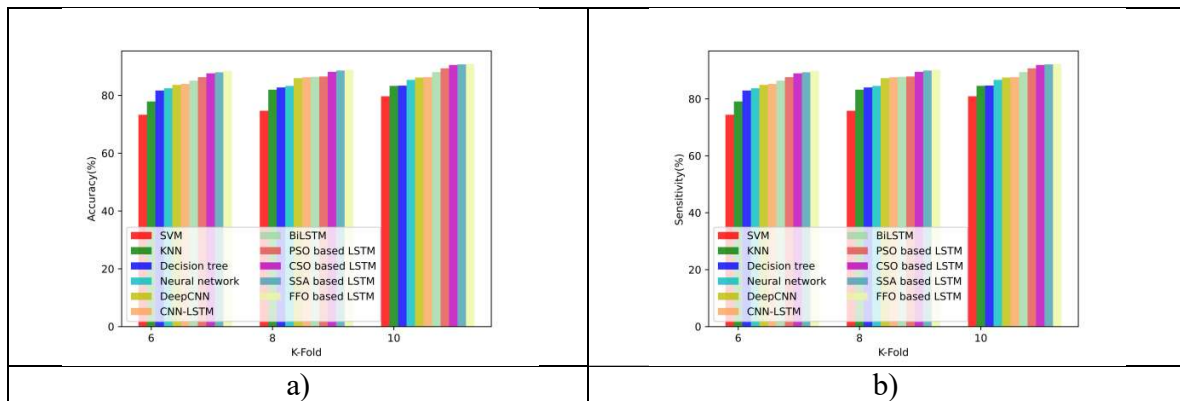 Accuracy(%)
80
60
40
20
0
SVM
KNN
Decision tree
Neural network
DeepCNN
CNN-LSTM
BiLSTM
PSO based LSTM
CSO based LSTM
SSA based LSTM
FFO based LSTM
6
8
10
K-Fold
a)
Sensitivity(%)
80
60
40
20
0
SVM
KNN
Decision tree
Neural network
DeepCNN
CNN-LSTM
BiLSTM
PSO based LSTM
CSO based LSTM
SSA based LSTM
FFO based LSTM
6
8
10
K-Fold
b)